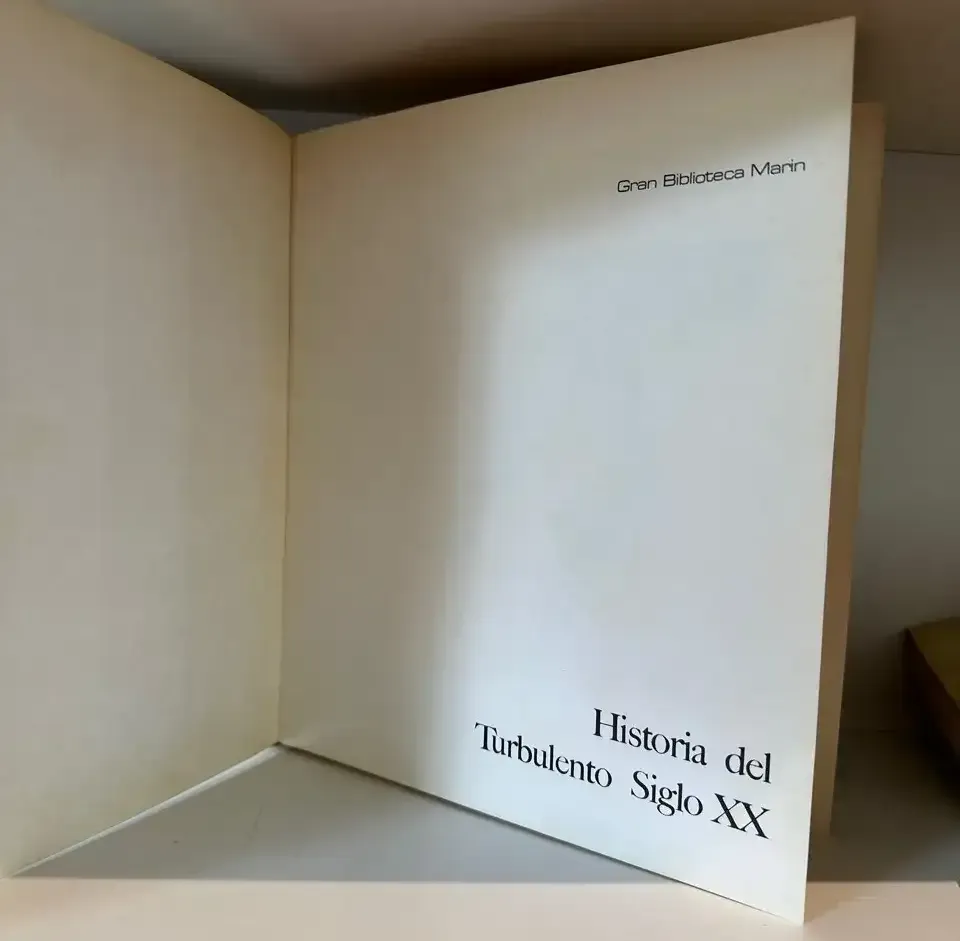 Gran Biblioteca Marin
Historia del
Turbulento Siglo XX